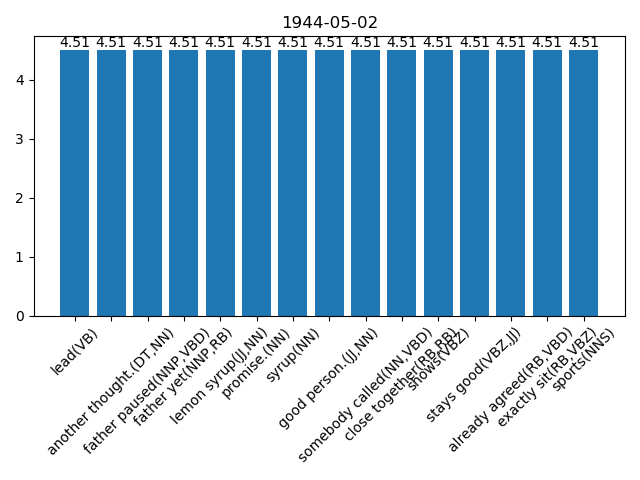 1944-05-02
4.51 4.51 4.51 4.51 4.51 4.51 4.51 4.51 4.51 4.51 4.51 4.51 4.51 4.51 4.51
4
3
2
1
0
lead(VB)
another thought.(DT,NN)
father paused(NNP,VBD)
father yet(NNP,RB)
lemon syrup(JJ,NN)
promise.(NN)
syrup(NN)
good person.(JJ,NN)
somebody called(NN,VBD)
close together(RB,RB)
shows(VBZ)
stays good(VBZ,JJ)
already agreed(RB,VBD)
exactly sit(RB,VBZ)
sports(NNS)